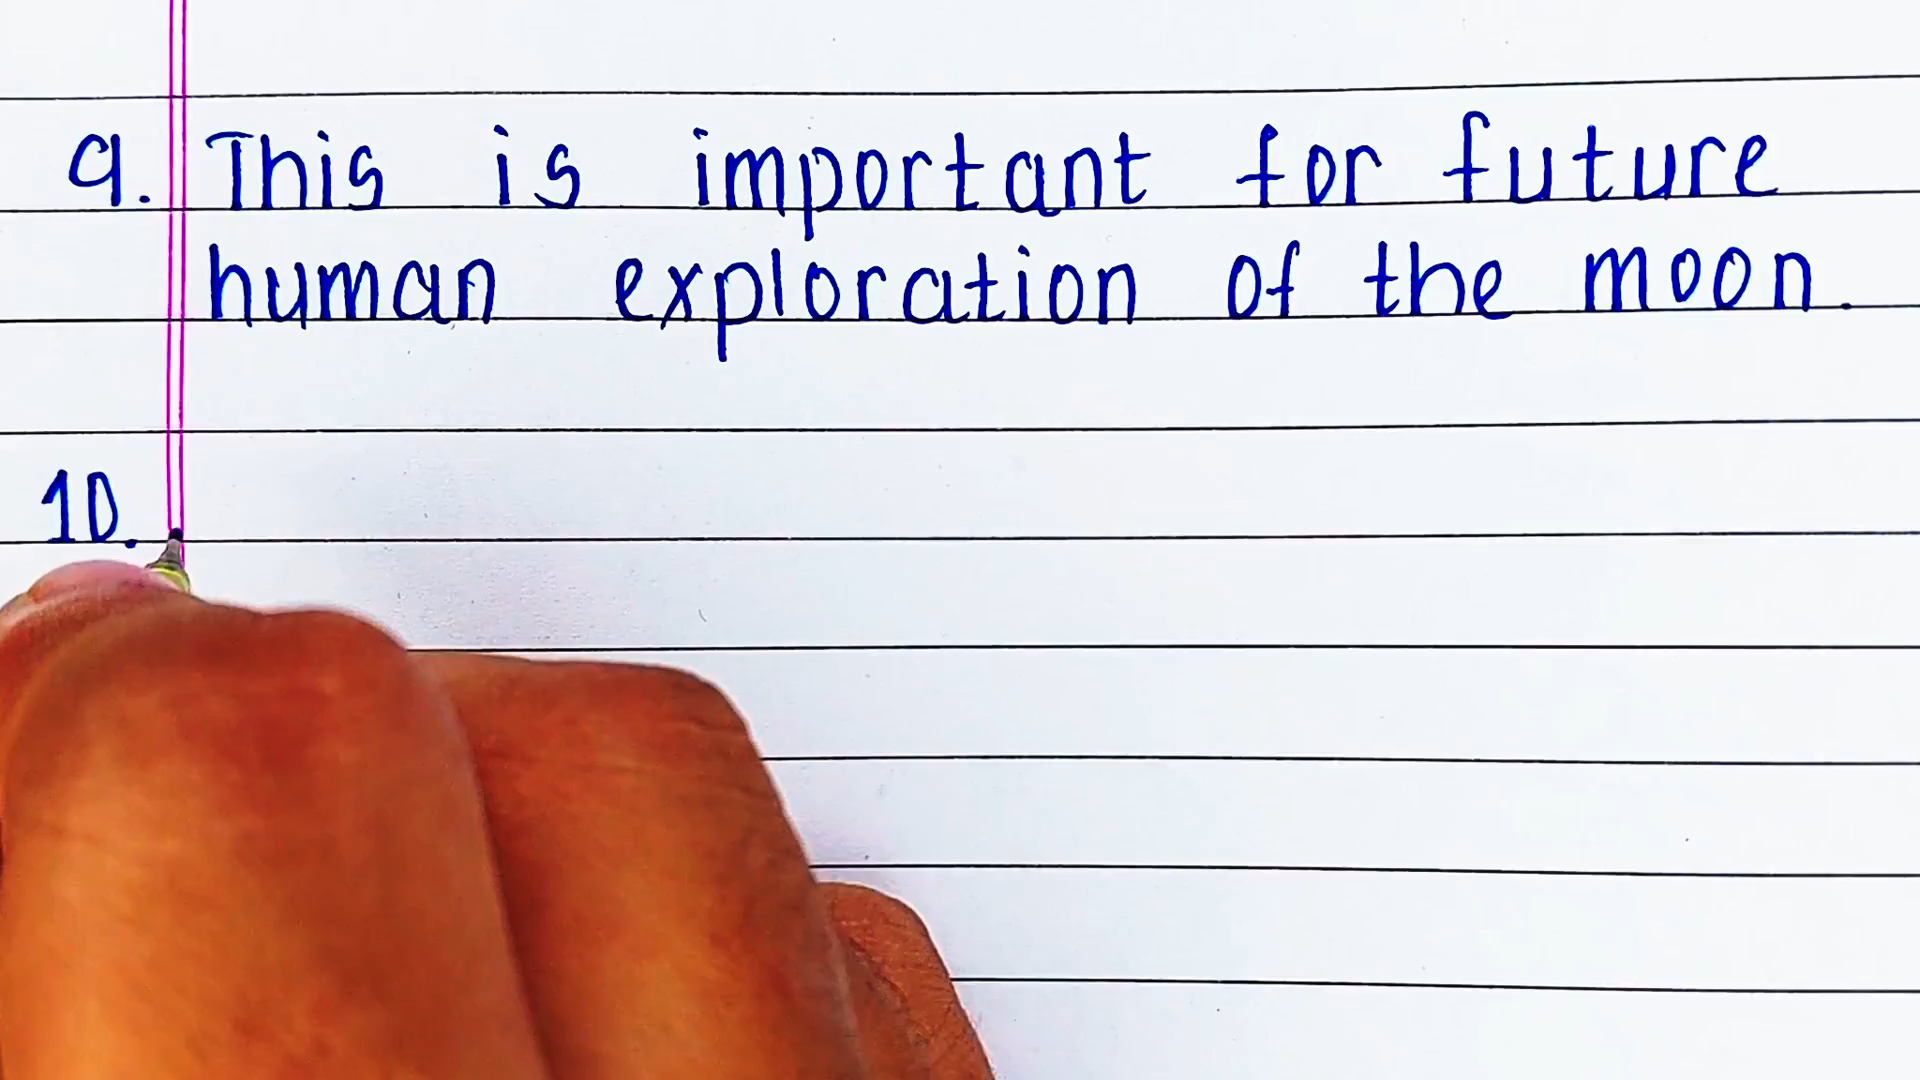 9. This is important for future
human exploration of the moon.
10.